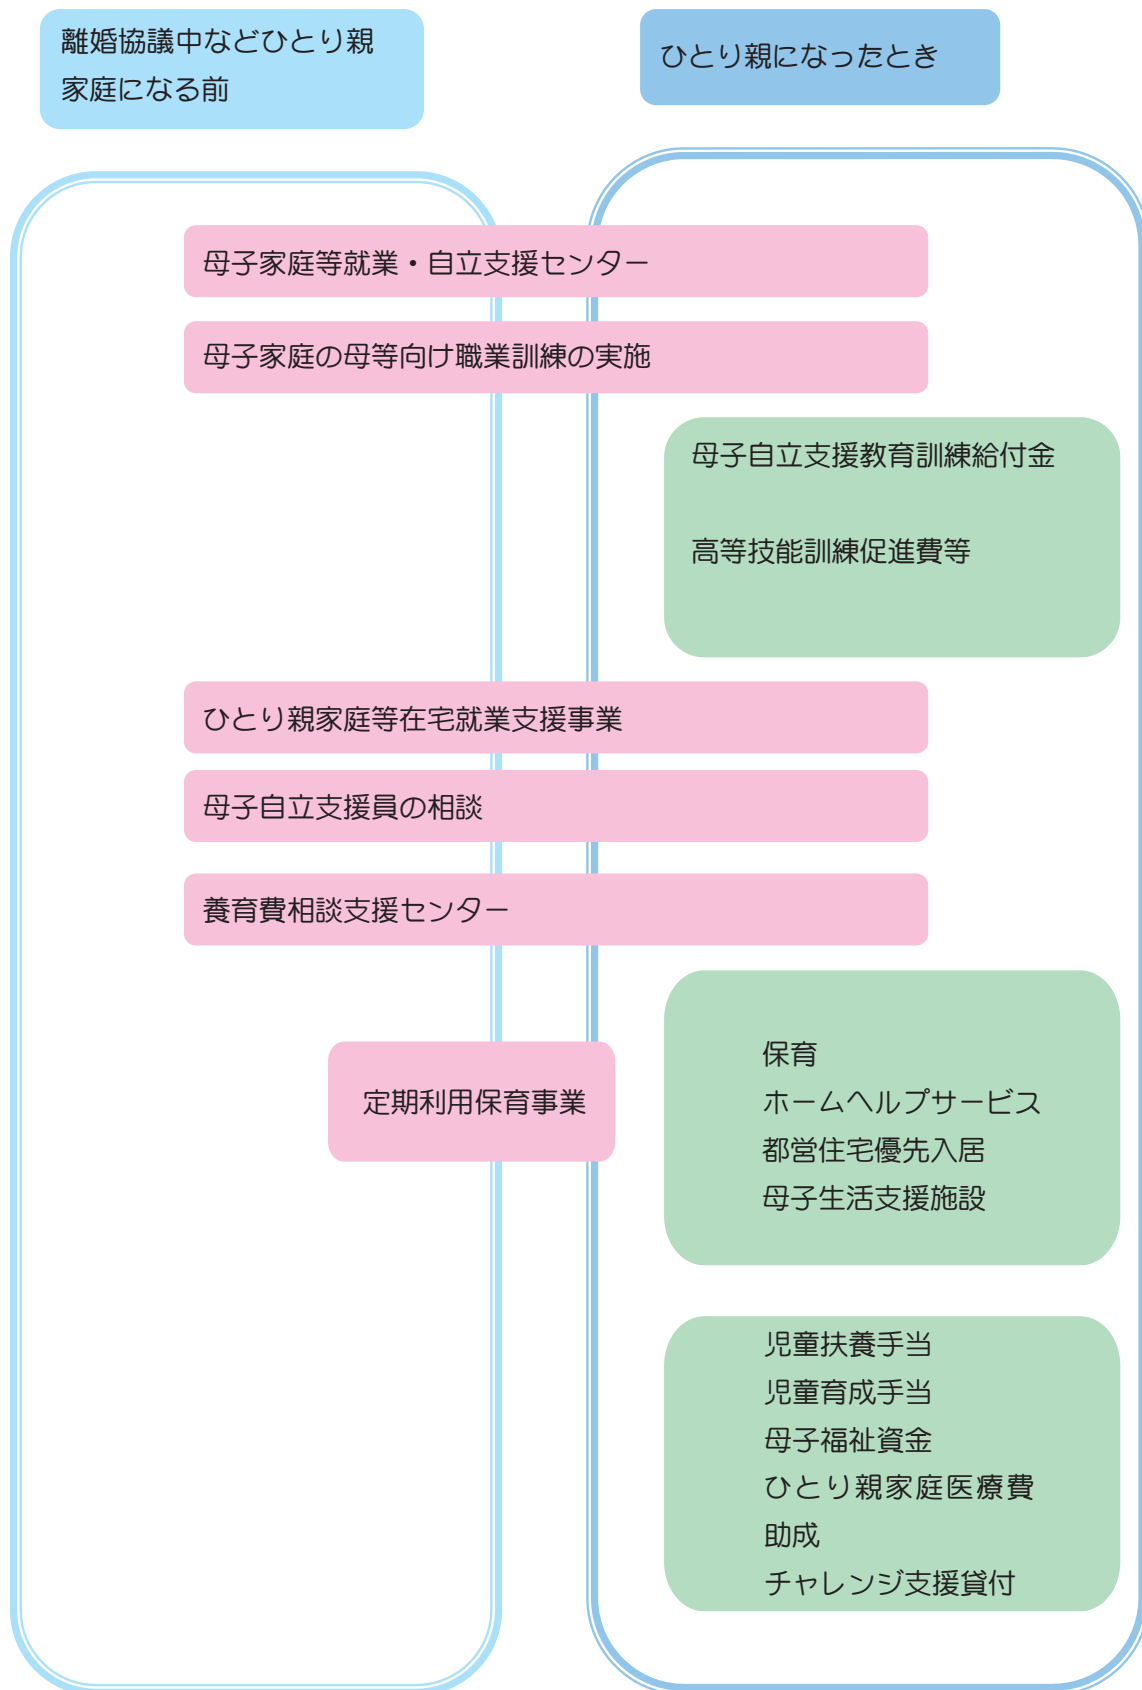 離婚協議中などひとり親
家庭になる前
ひとり親になったとき
母子家庭等就業・自立支援センター
母子家庭の母等向け職業訓練の実施
母子自立支援教育訓練給付金
高等技能訓練促進費等
ひとり親家庭等在宅就業支援事業
母子自立支援員の相談
養育費相談支援センター
定期利用保育事業
保育
ホームヘルプサービス
都営住宅優先入居
母子生活支援施設
児童扶養手当
児童育成手当
母子福祉資金
ひとり親家庭医療費
助成
チャレンジ支援貸付